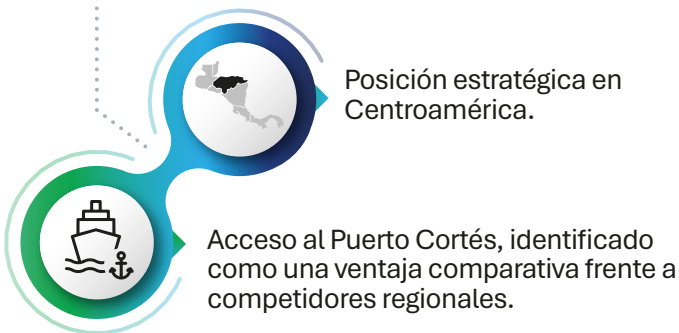 Posición estratégica en
Centroamérica.
Acceso al Puerto Cortés, identificado
como una ventaja comparativa frente a
competidores regionales.